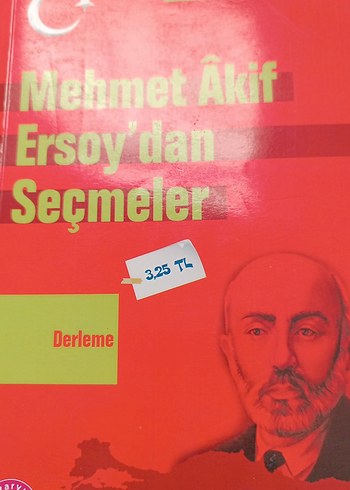 Mehmet Âkif
Ersoy'dan
Seçmeler
3,25 TL
Derleme